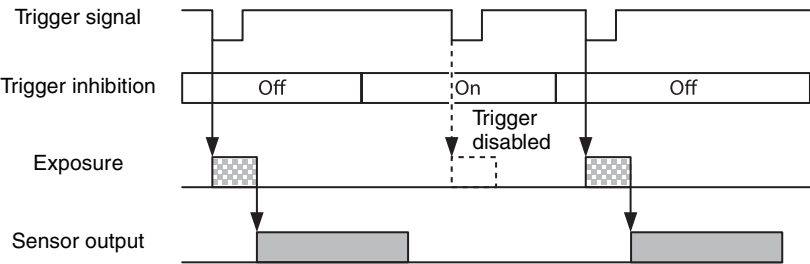 Trigger signal
Trigger inhibition
Off
On
Off
Trigger
disabled
Exposure
Sensor output